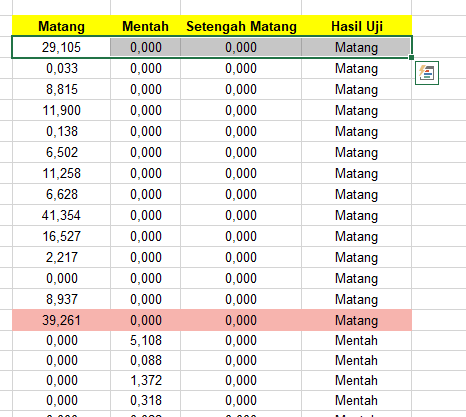 Matang Mentah Setengah Matang Hasil Uji
29,105 0,000 0,000 Matang
0,033 0,000 0,000 Matang
8,815 0,000 0,000 Matang
11,900 0,000 0,000 Matang
0,138 0,000 0,000 Matang
6,502 0,000 0,000 Matang
11,258 0,000 0,000 Matang
6,628 0,000 0,000 Matang
41,354 0,000 0,000 Matang
16,527 0,000 0,000 Matang
2,217 0,000 0,000 Matang
0,000 0,000 0,000 Matang
8,937 0,000 0,000 Matang
39,261 0,000 0,000 Matang
0,000 5,108 0,000 Mentah
0,000 0,088 0,000 Mentah
0,000 1,372 0,000 Mentah
0,000 0,318 0,000 Mentah